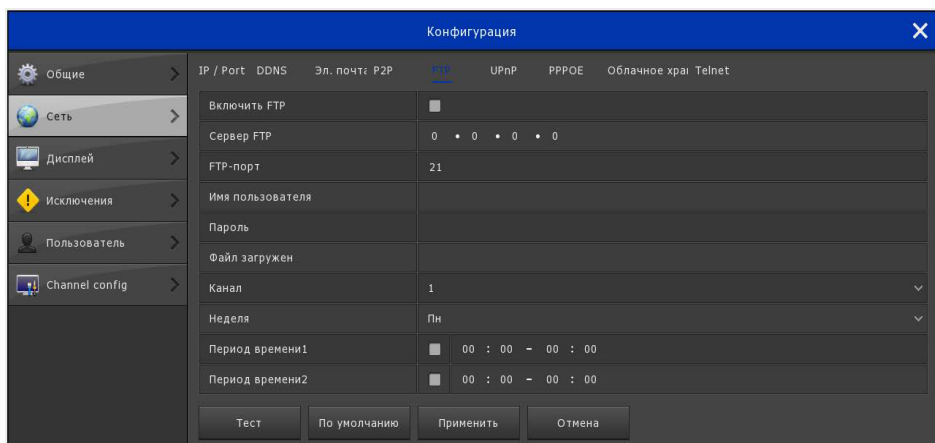 Конфигурация
Общие
Сеть
Дисплей
Исключения
Пользователь
Channel config
IP / Port DDNS Эл. почта P2P FTP UPnP PPPOE Облачное хра Telnet
Включить FTP
Сервер FTP 0 • 0 • 0 • 0
FTP-порт 21
Имя пользователя
Пароль
Файл загружен
Канал 1
Неделя Пн
Период времени1 00 : 00 - 00 : 00
Период времени2 00 : 00 - 00 : 00
Тест По умолчанию Применить Отмена